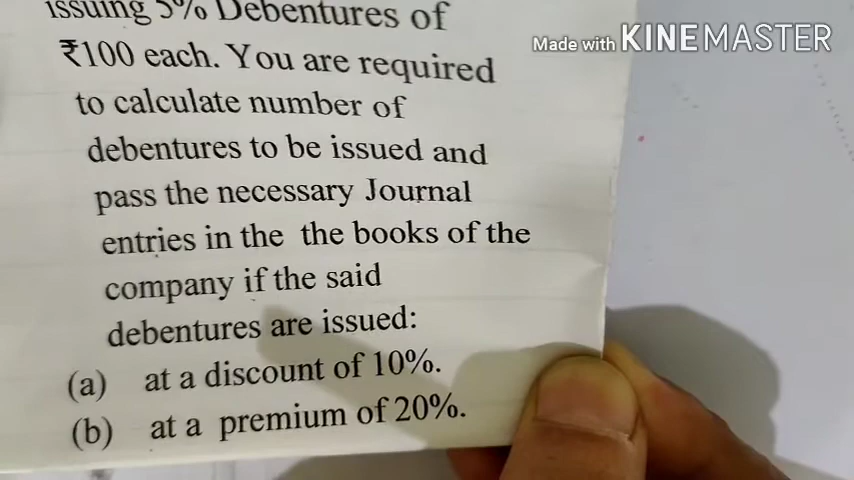 issuing 5% Debentures of
₹100 each. You are required
to calculate number of
debentures to be issued and
pass the necessary Journal
entries in the the books of the
company if the said
debentures are issued:
(a) at a discount of 10%.
(b) at a premium of 20%.
Made with KINEMASTER